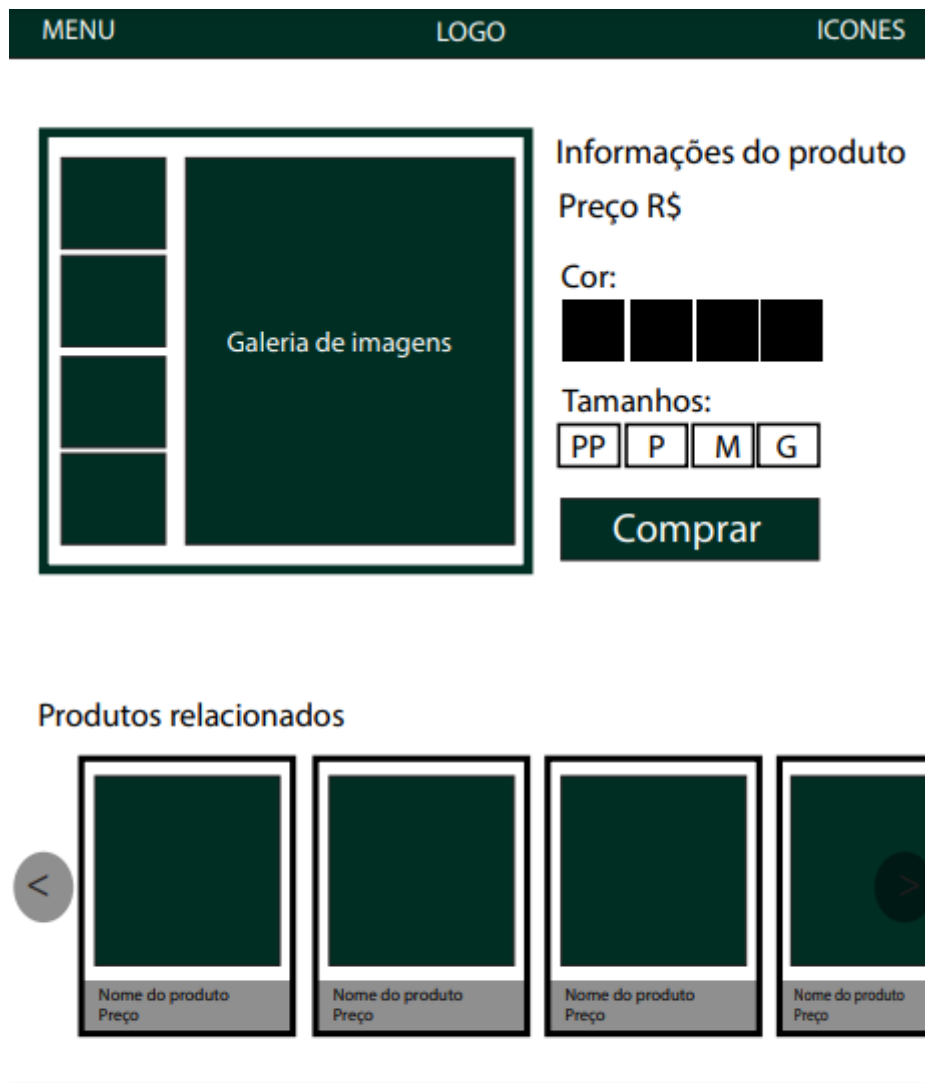 MENU LOGO ICONES
Informações do produto
Preço R$
Cor:
Galeria de imagens
Tamanhos:
PP P M G
Comprar
Produtos relacionados
< >
Nome do produto
Preço
Nome do produto
Preço
Nome do produto
Preço
Nome do produto
Preço